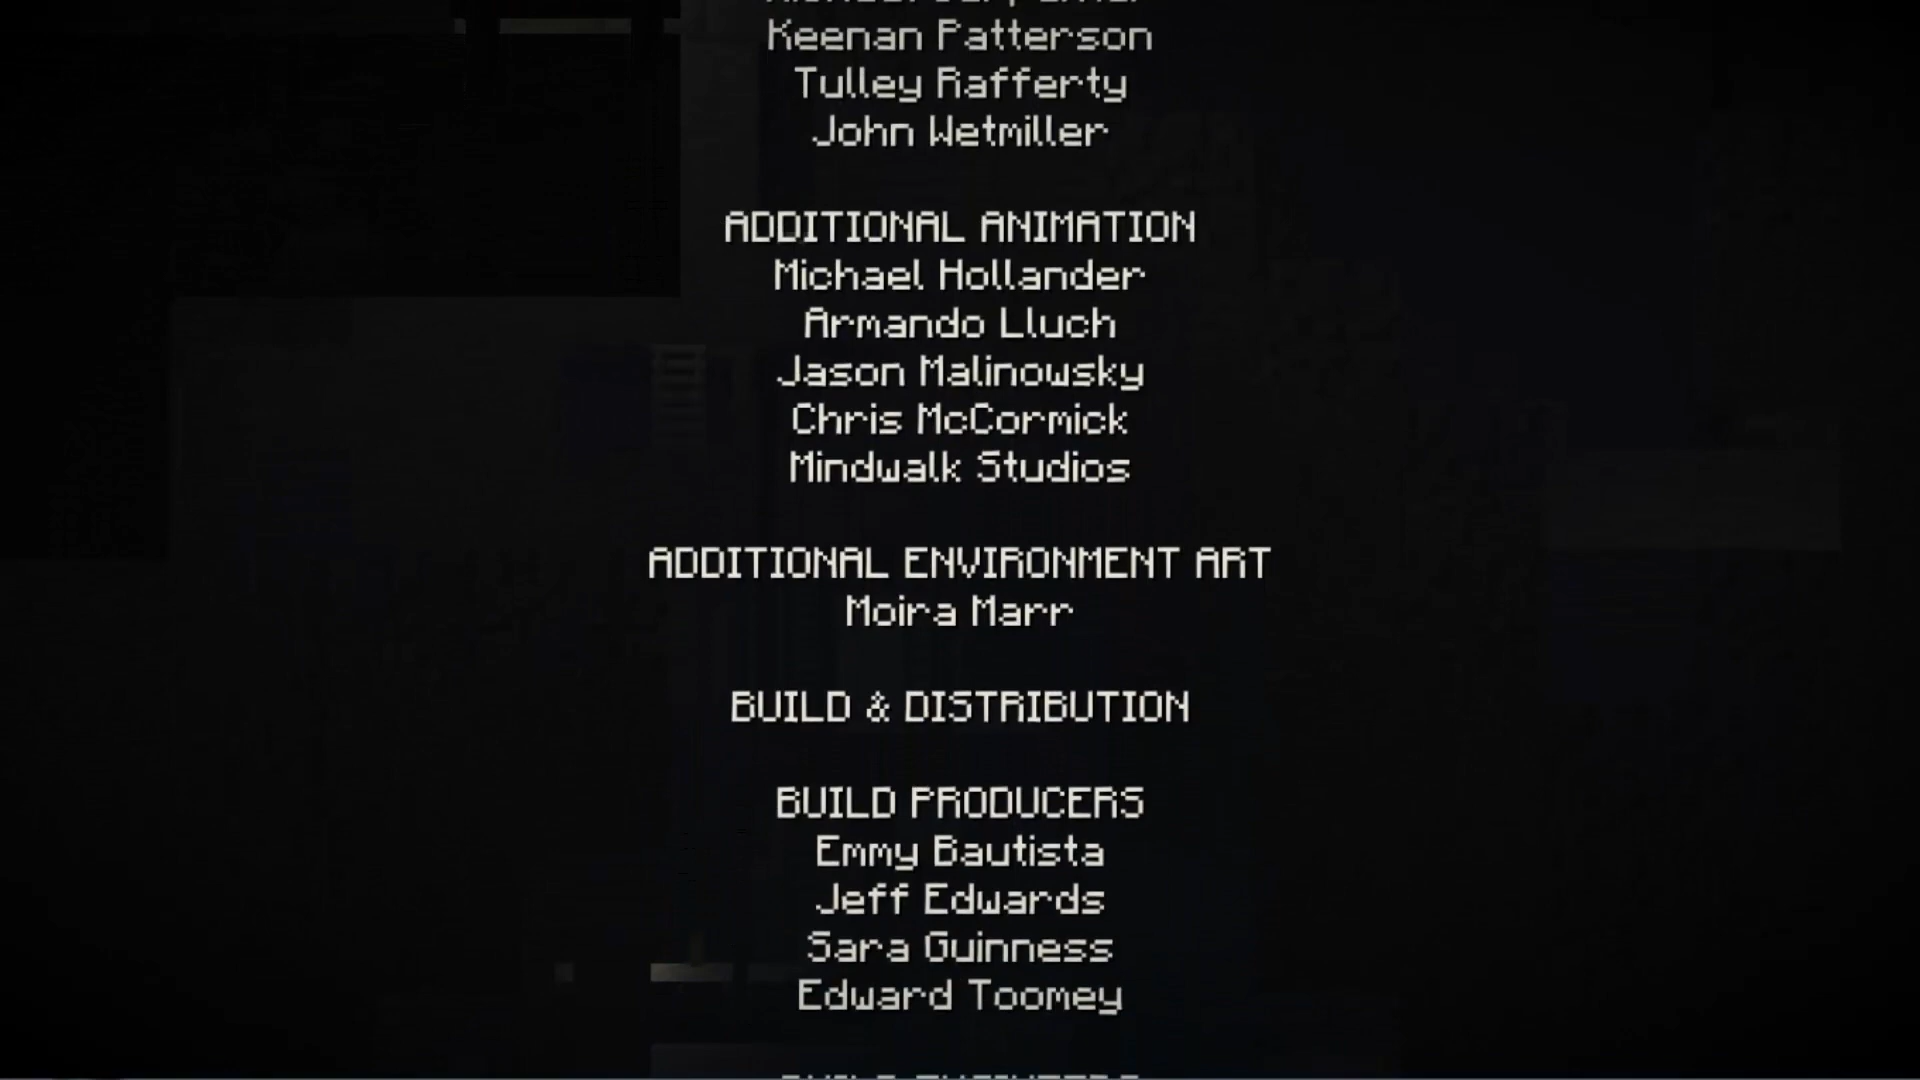 Keenan Patterson
Tulley Rafferty
John Wetmiller
ADDITIONAL ANIMATION
Michael Hollander
Armando Lluch
Jason Malinowsky
Chris McCormick
Mindwalk Studios
ADDITIONAL ENVIRONMENT ART
Moira Marr
BUILD & DISTRIBUTION
BUILD PRODUCERS
Emmy Bautista
Jeff Edwards
Sara Guinness
Edward Toomey